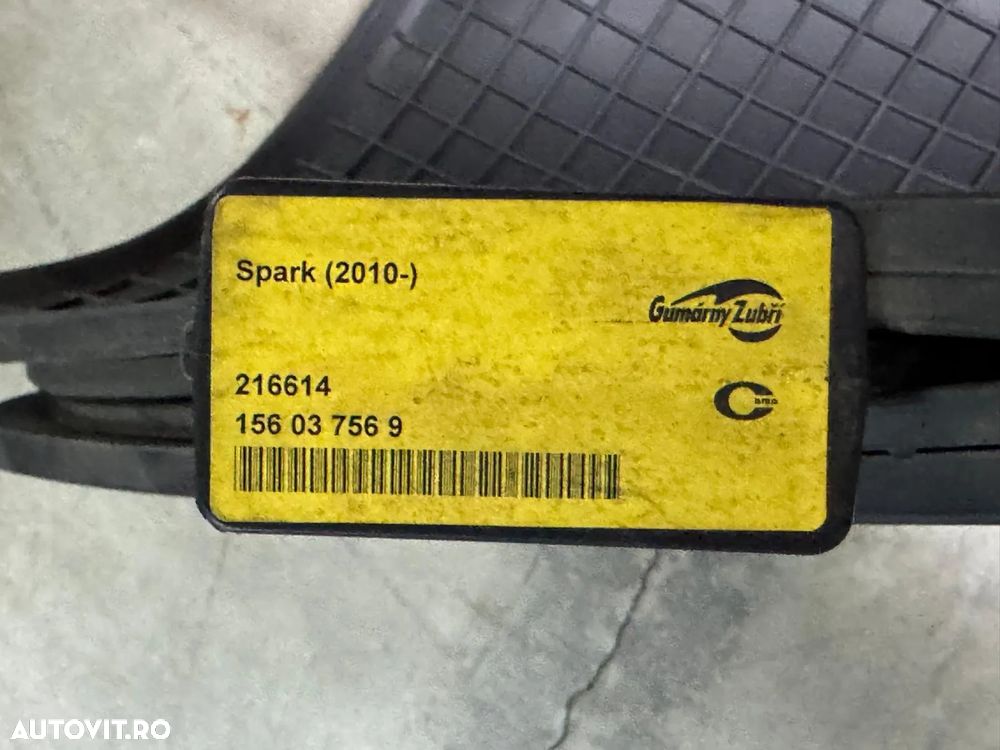 Spark (2010-)
Gumárny Zubří
216614
156 03 756 9
AUTOVIT.RO